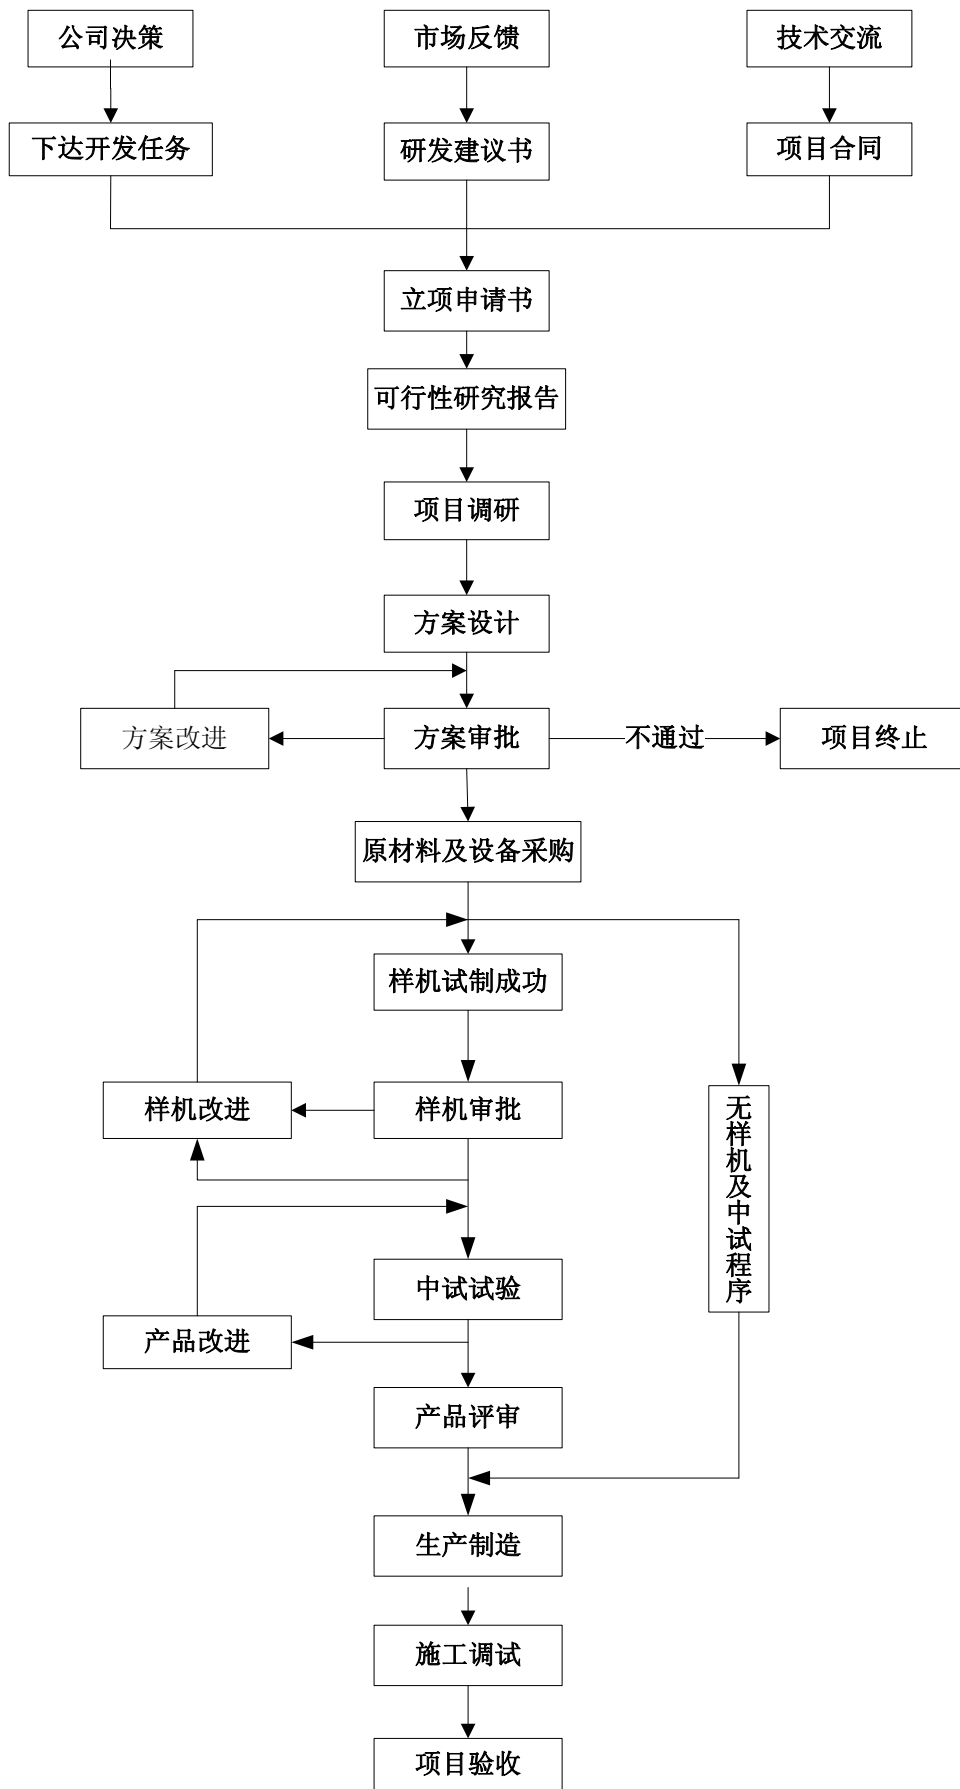 公司决策
市场反馈
技术交流
下达开发任务
研发建议书
项目合同
立项申请书
可行性研究报告
项目调研
方案设计
方案改进
方案审批
不通过
项目终止
原材料及设备采购
样机试制成功
样机改进
样机审批
无样机及中试程序
中试试验
产品改进
产品评审
生产制造
施工调试
项目验收